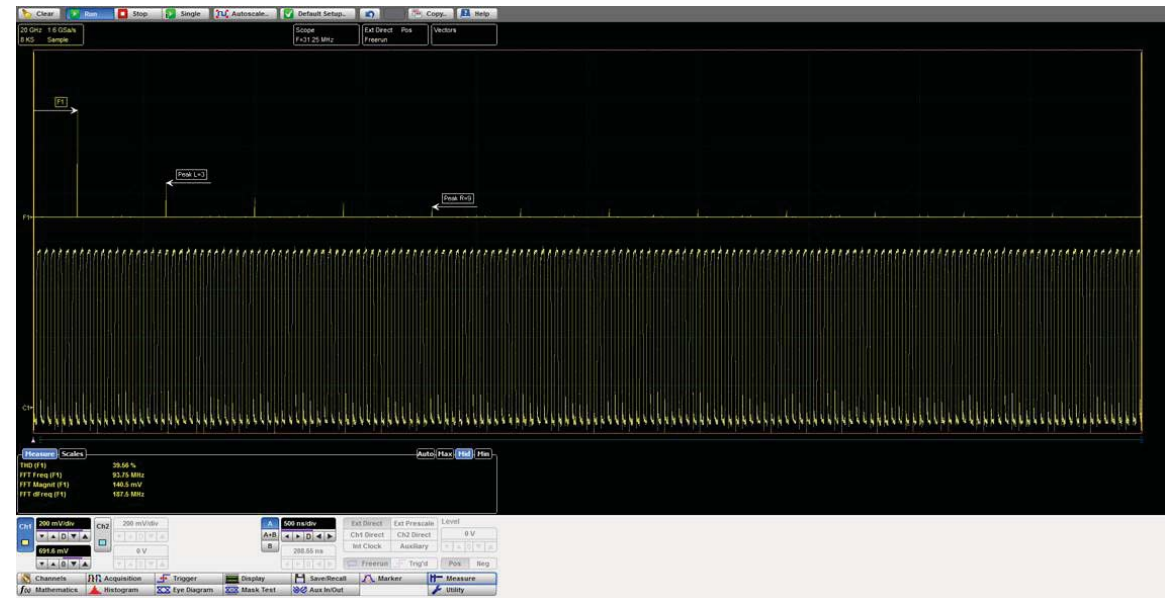 Clear Run Stop Single Autoscale.. Default Setup.. Copy.. Help
20 GHz 1.6 GSa/s
8 KS Sample
Scope
F=31.25 MHz
Ext Direct Pos
Freerun
Vectors
F1
Peak L=3
Peak R=9
F1
C1
Measure Scales Auto Max Mid Min
THD (F1) 39.56 %
FFT Freq (F1) 93.75 MHz
FFT Magnit (F1) 140.5 mV
FFT dFreq (F1) 187.5 MHz
Ch1 200 mV/div Ch2 200 mV/div A 500 ns/div Ext Direct Ext Prescale Level
D D A+B D Ch1 Direct Ch2 Direct 0 V
691.6 mV 0 V B 200.56 ns Int Clock Auxiliary
D Freerun Trig'd Pos Neg
Channels Acquisition Trigger Display Save/Recall Marker Measure
f(x) Mathematics Histogram Eye Diagram Mask Test Aux In/Out Utility